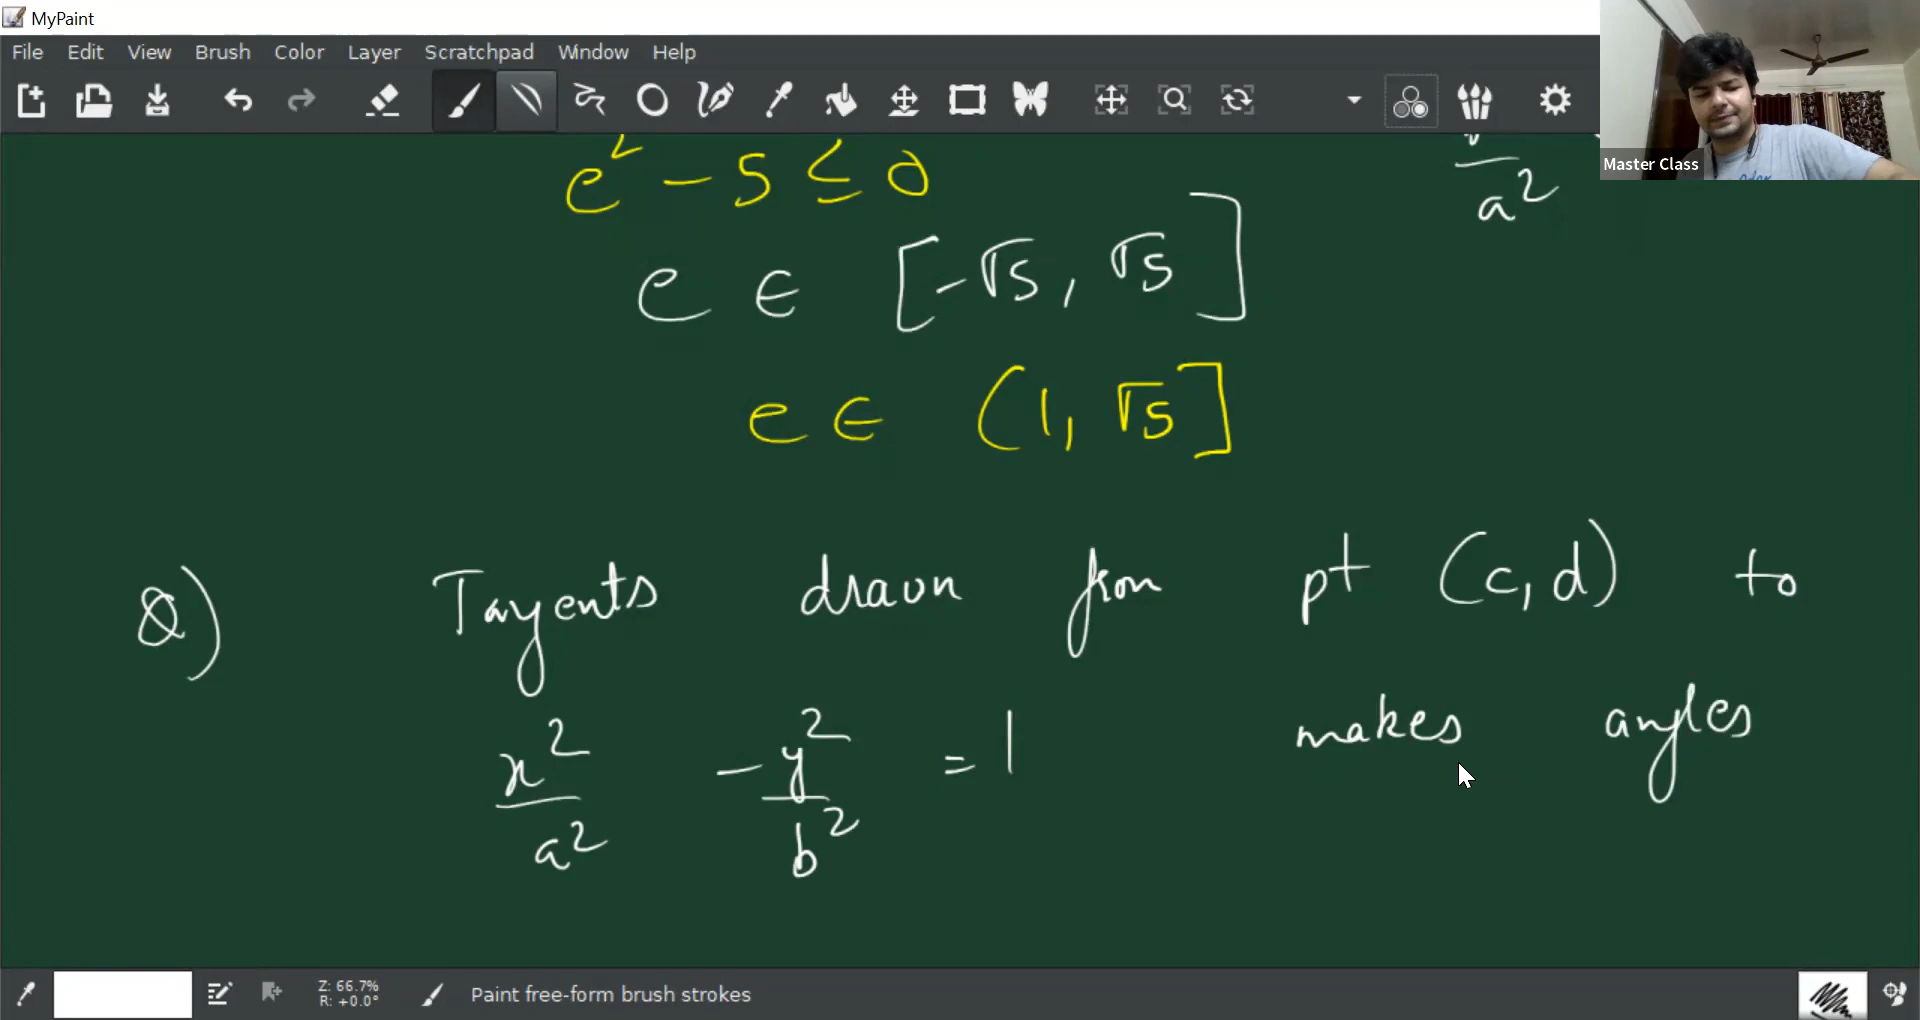 MyPaint
File Edit View Brush Color Layer Scratchpad Window Help
Master Class
e² - 5 ≤ 0
a²
e ∈ [-√5, √5]
e ∈ (1, √5]
Q) Tangents drawn from pt (c, d) to
x²/a² - y²/b² = 1 makes angles
Z: 66.7%
R: +0.0°
Paint free-form brush strokes